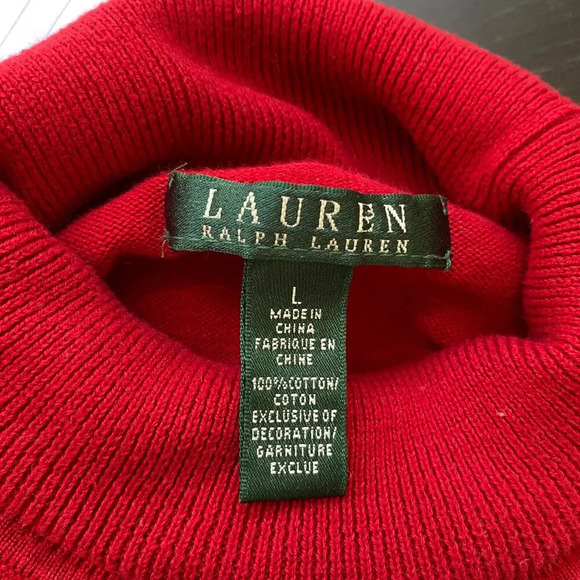 LAUREN
RALPH LAUREN
L
MADE IN
CHINA
FABRIQUE EN
CHINE
100% COTTON/
COTON
EXCLUSIVE OF
DECORATION/
GARNITURE
EXCLUE